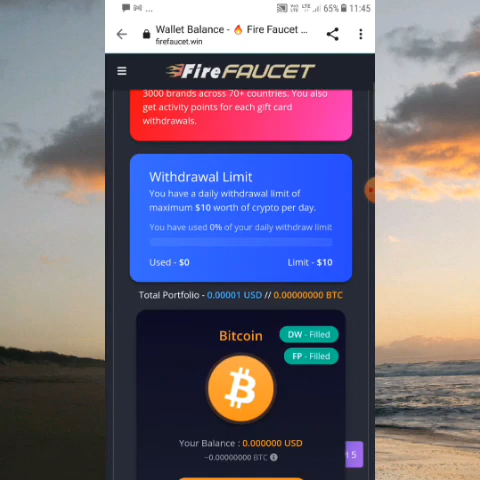 65% 11:45
Wallet Balance - 🔥 Fire Faucet ...
firefaucet.win
Fire FAUCET
3000 brands across 70+ countries. You also
get activity points for each gift card
withdrawals.
Withdrawal Limit
You have a daily withdrawal limit of
maximum $10 worth of crypto per day.
You have used 0% of your daily withdraw limit
Used - $0 Limit - $10
Total Portfolio - 0.00001 USD // 0.00000000 BTC
Bitcoin
DW - Filled
FP - Filled
Your Balance : 0.000000 USD
~0.00000000 BTC
5